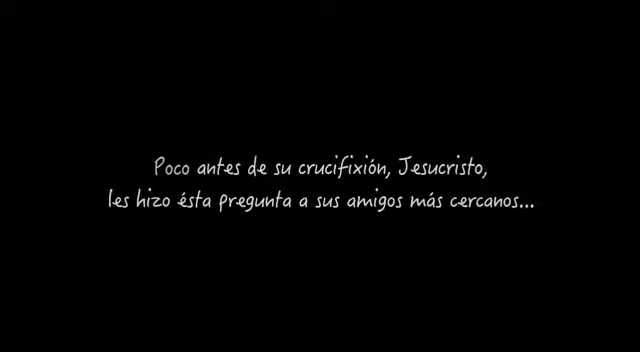 Poco antes de su crucifixión, Jesucristo,
les hizo ésta pregunta a sus amigos más cercanos...